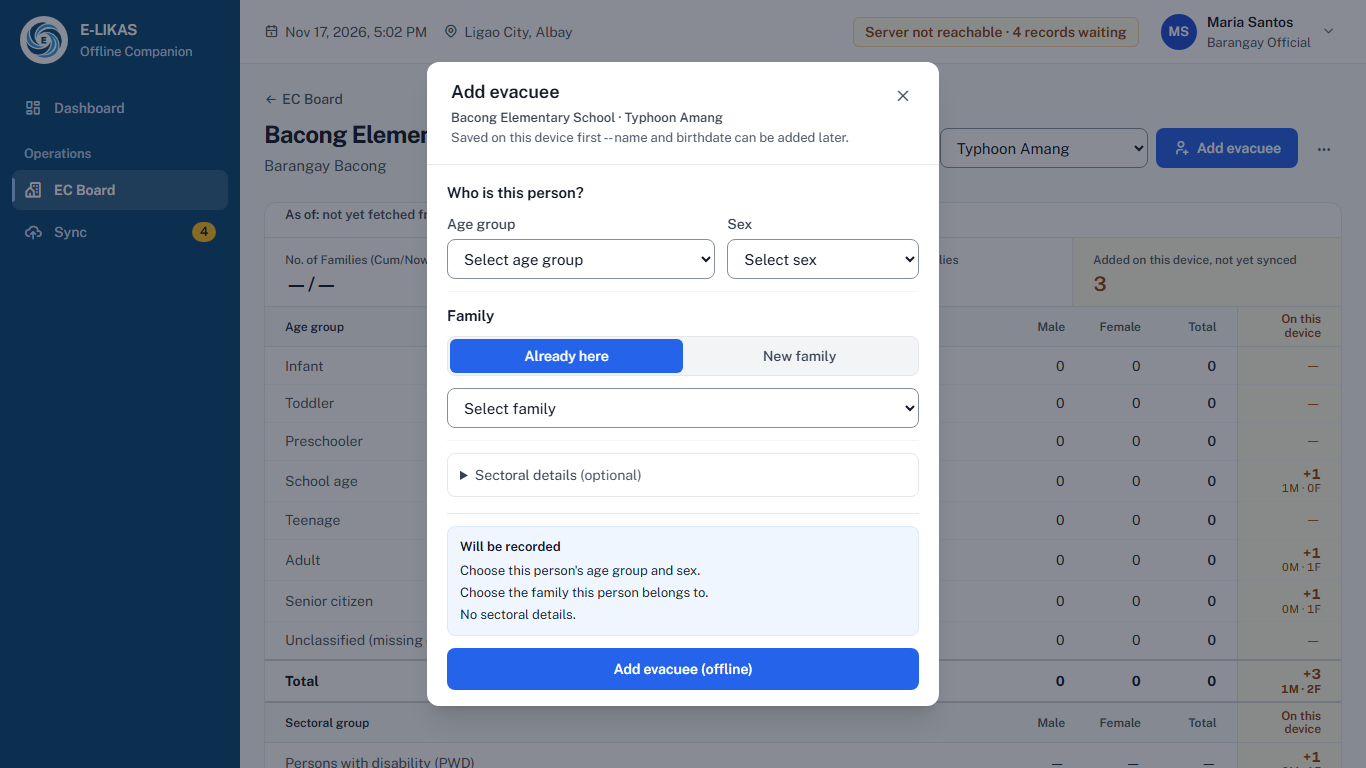 E-LIKAS
Offline Companion
Dashboard
Operations
EC Board
Sync
4
Nov 17, 2026, 5:02 PM
Ligao City, Albay
Server not reachable · 4 records waiting
MS
Maria Santos
Barangay Official
← EC Board
Bacong Elemen
Barangay Bacong
Typhoon Amang
Add evacuee
...
As of: not yet fetched fr
No. of Families (Cum/Now
— / —
lies
Added on this device, not yet synced
3
Age group
Male
Female
Total
On this
device
Infant
0
0
0
—
Toddler
0
0
0
—
Preschooler
0
0
0
—
School age
0
0
0
+1
1M · 0F
Teenage
0
0
0
—
Adult
0
0
0
+1
0M · 1F
Senior citizen
0
0
0
+1
0M · 1F
Unclassified (missing
0
0
0
—
Total
0
0
0
+3
1M · 2F
Sectoral group
Male
Female
Total
On this
device
Persons with disability (PWD)
—
—
—
+1
Add evacuee
Bacong Elementary School · Typhoon Amang
Saved on this device first -- name and birthdate can be added later.
Who is this person?
Age group
Sex
Select age group
Select sex
Family
Already here
New family
Select family
Sectoral details (optional)
Will be recorded
Choose this person's age group and sex.
Choose the family this person belongs to.
No sectoral details.
Add evacuee (offline)